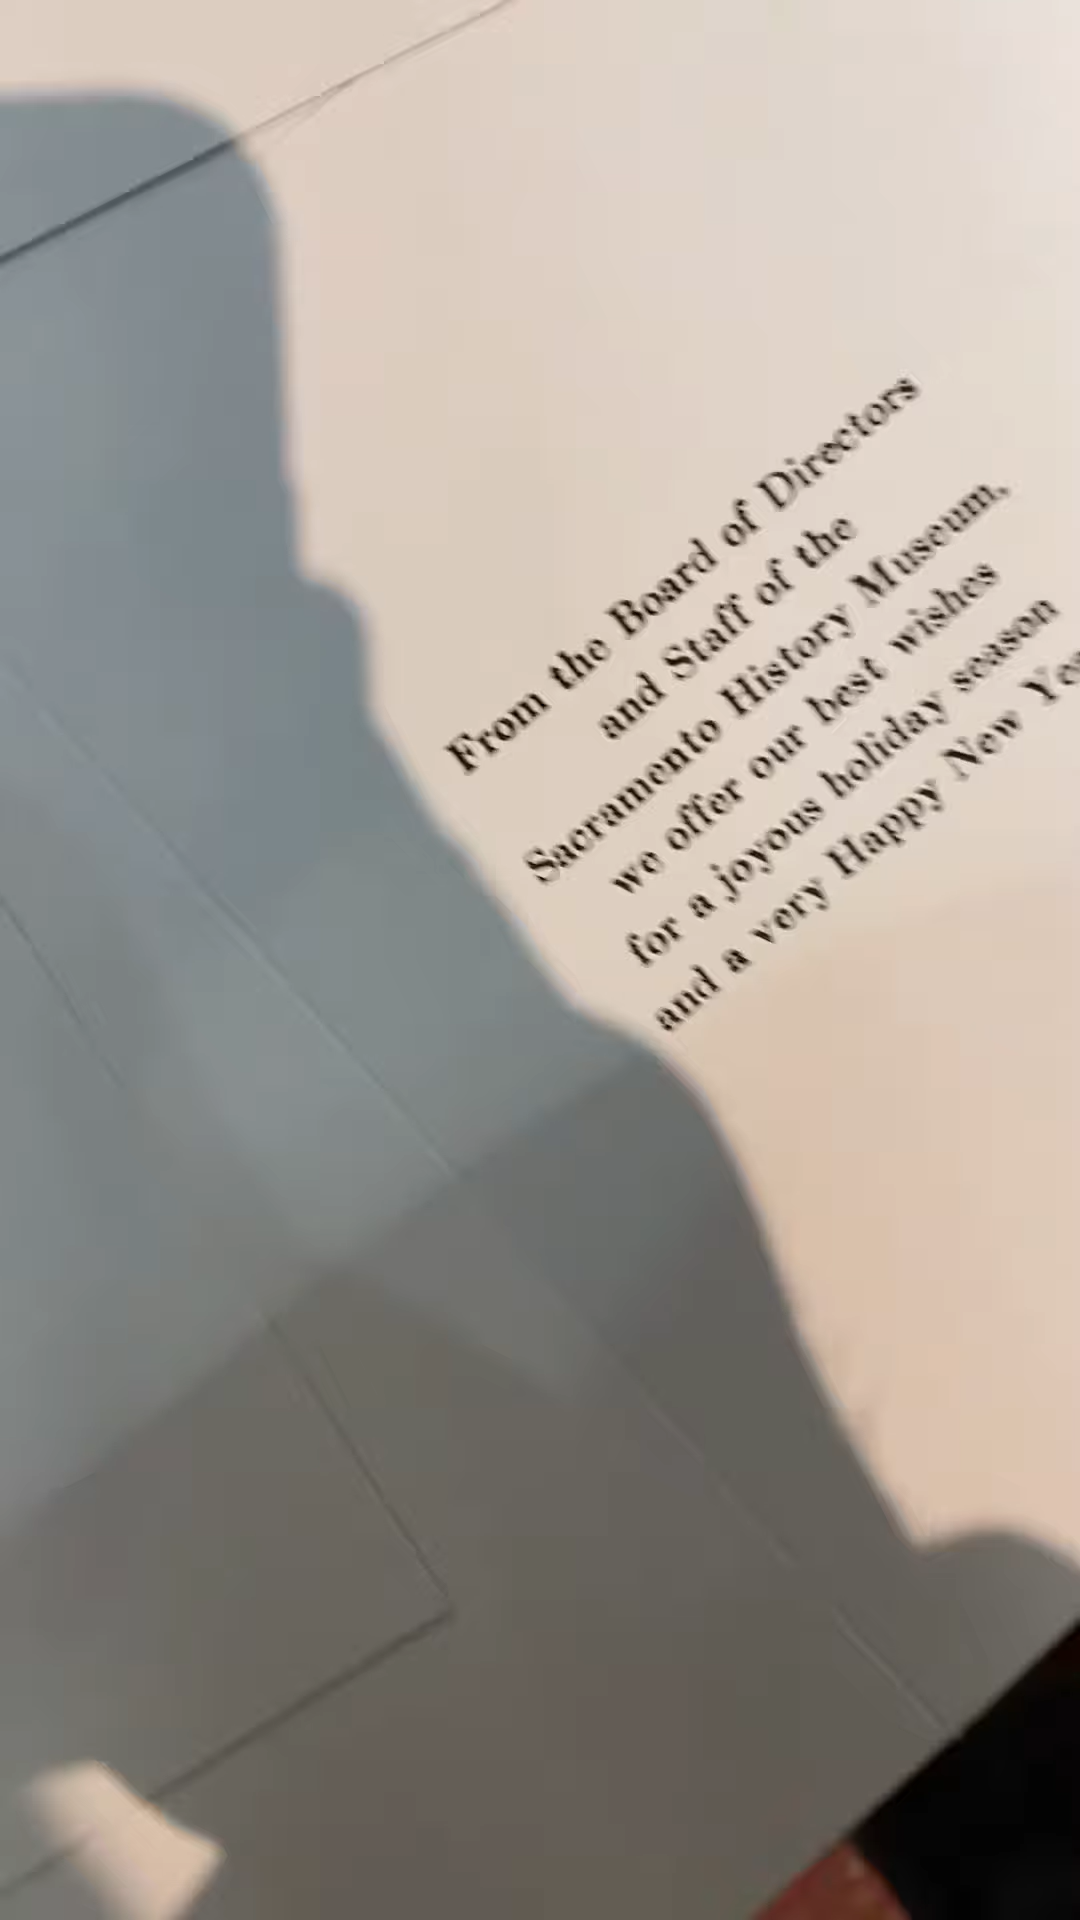 From the Board of Directors
and Staff of the
Sacramento History Museum,
we offer our best wishes
for a joyous holiday season
and a very Happy New Yea